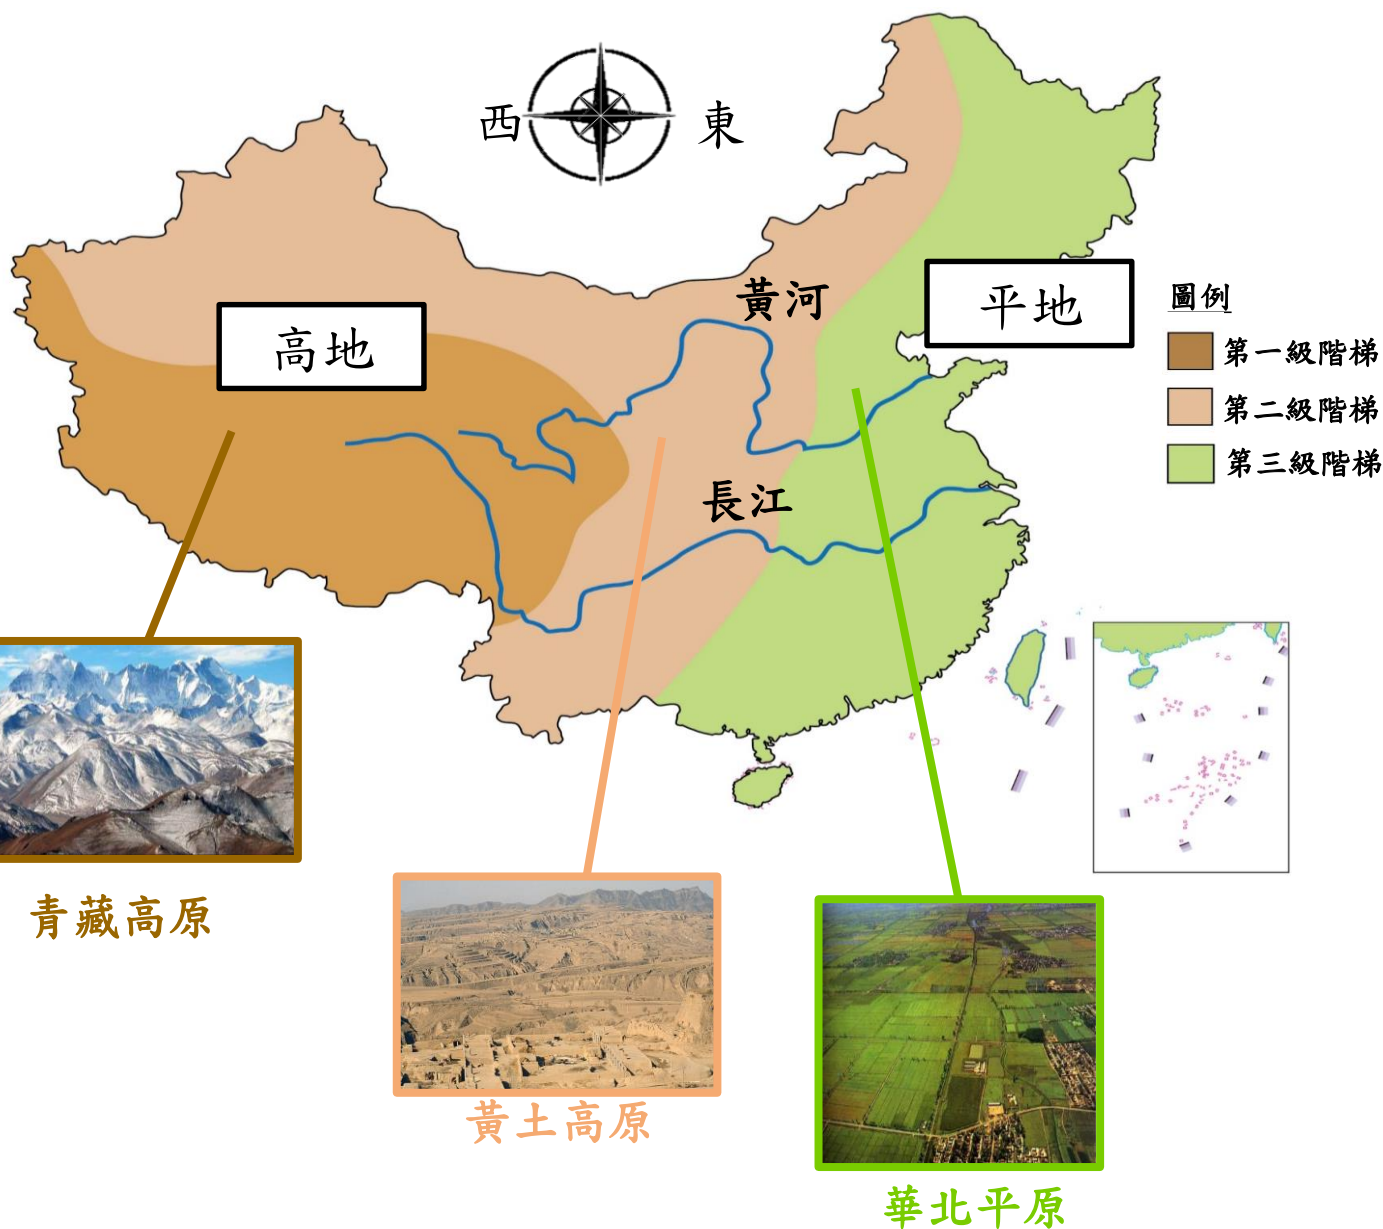 西
東
黃河
高地
平地
圖例
第一級階梯
第二級階梯
第三級階梯
長江
青藏高原
黃土高原
華北平原